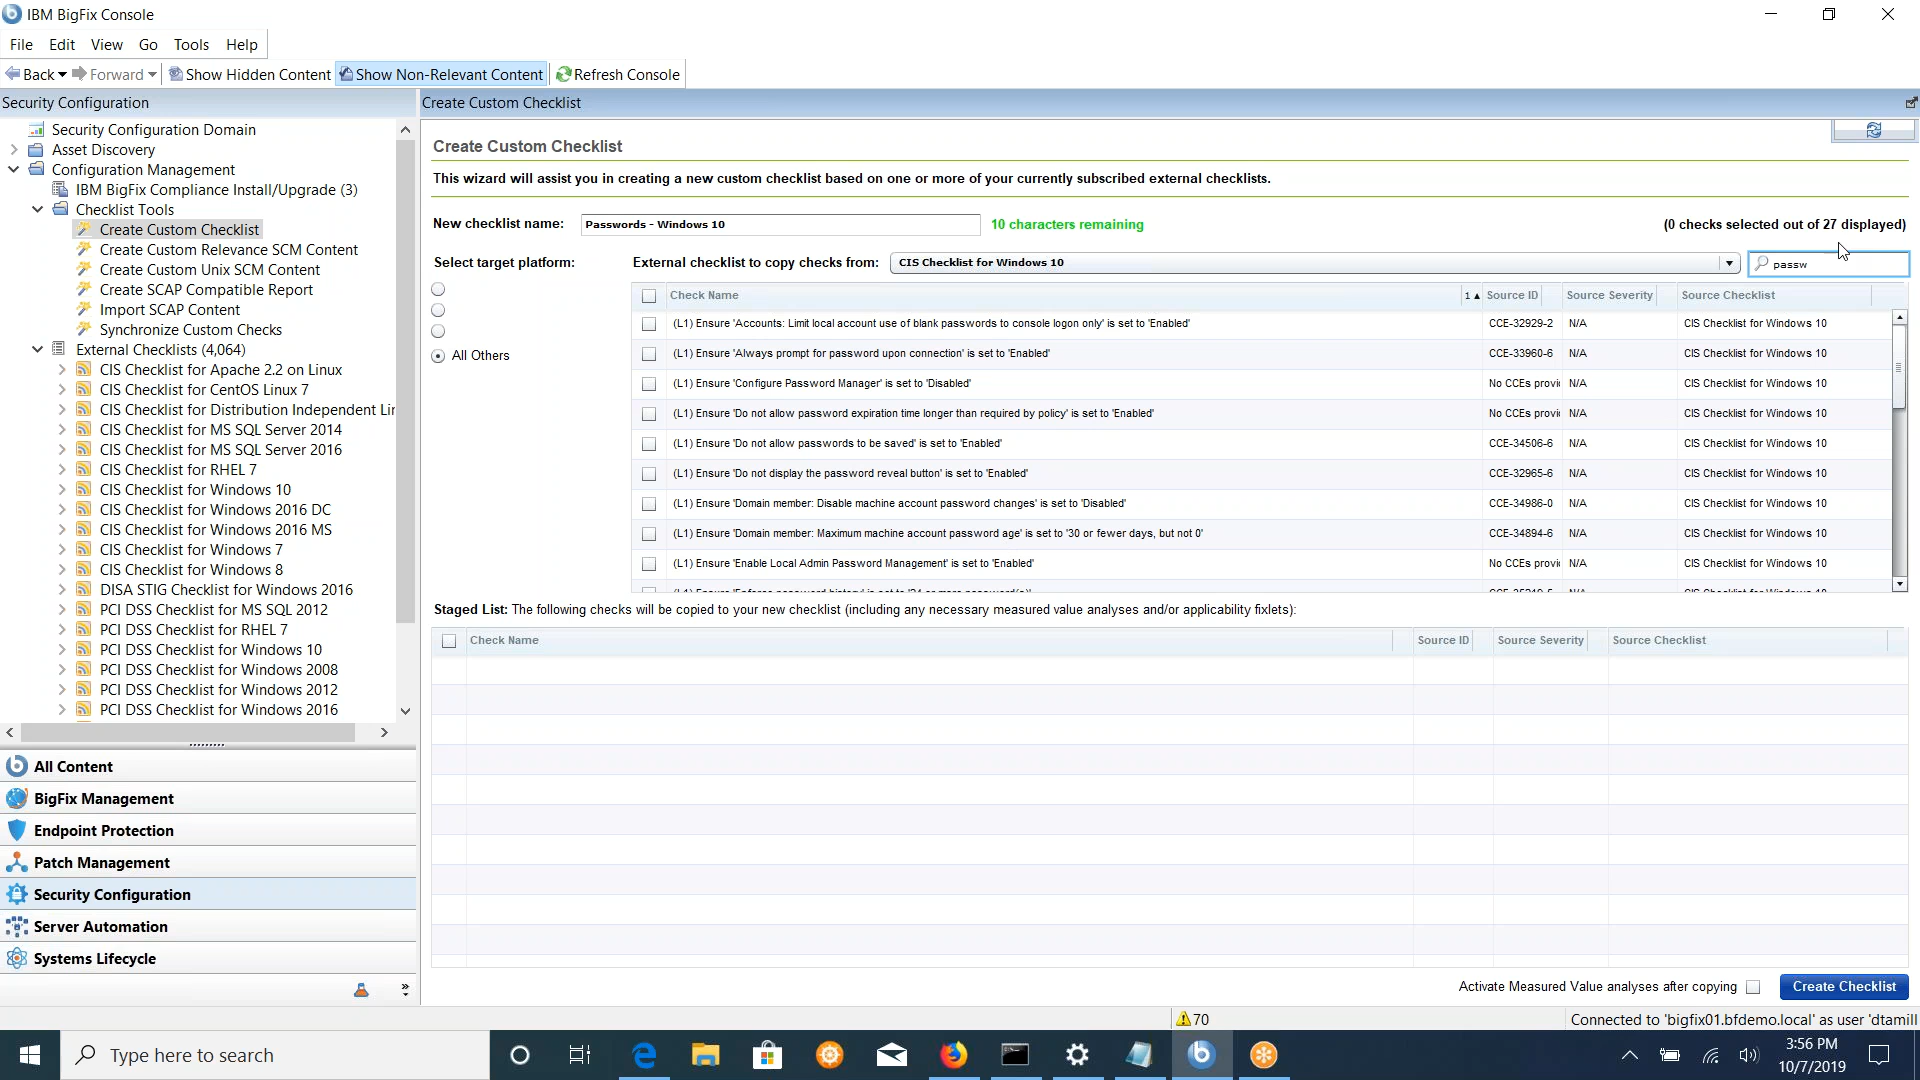 IBM BigFix Console
File Edit View Go Tools Help
Back Forward Show Hidden Content Show Non-Relevant Content Refresh Console
Security Configuration
Security Configuration Domain
Asset Discovery
Configuration Management
IBM BigFix Compliance Install/Upgrade (3)
Checklist Tools
Create Custom Checklist
Create Custom Relevance SCM Content
Create Custom Unix SCM Content
Create SCAP Compatible Report
Import SCAP Content
Synchronize Custom Checks
External Checklists (4,064)
CIS Checklist for Apache 2.2 on Linux
CIS Checklist for CentOS Linux 7
CIS Checklist for Distribution Independent Lir
CIS Checklist for MS SQL Server 2014
CIS Checklist for MS SQL Server 2016
CIS Checklist for RHEL 7
CIS Checklist for Windows 10
CIS Checklist for Windows 2016 DC
CIS Checklist for Windows 2016 MS
CIS Checklist for Windows 7
CIS Checklist for Windows 8
DISA STIG Checklist for Windows 2016
PCI DSS Checklist for MS SQL 2012
PCI DSS Checklist for RHEL 7
PCI DSS Checklist for Windows 10
PCI DSS Checklist for Windows 2008
PCI DSS Checklist for Windows 2012
PCI DSS Checklist for Windows 2016
All Content
BigFix Management
Endpoint Protection
Patch Management
Security Configuration
Server Automation
Systems Lifecycle
Create Custom Checklist
Create Custom Checklist
This wizard will assist you in creating a new custom checklist based on one or more of your currently subscribed external checklists.
New checklist name: Passwords - Windows 10 10 characters remaining (0 checks selected out of 27 displayed)
Select target platform: External checklist to copy checks from: CIS Checklist for Windows 10 passw
All Others
Check Name 1 Source ID Source Severity Source Checklist
(L1) Ensure 'Accounts: Limit local account use of blank passwords to console logon only' is set to 'Enabled' CCE-32929-2 N/A CIS Checklist for Windows 10
(L1) Ensure 'Always prompt for password upon connection' is set to 'Enabled' CCE-33960-6 N/A CIS Checklist for Windows 10
(L1) Ensure 'Configure Password Manager' is set to 'Disabled' No CCEs provi N/A CIS Checklist for Windows 10
(L1) Ensure 'Do not allow password expiration time longer than required by policy' is set to 'Enabled' No CCEs provi N/A CIS Checklist for Windows 10
(L1) Ensure 'Do not allow passwords to be saved' is set to 'Enabled' CCE-34506-6 N/A CIS Checklist for Windows 10
(L1) Ensure 'Do not display the password reveal button' is set to 'Enabled' CCE-32965-6 N/A CIS Checklist for Windows 10
(L1) Ensure 'Domain member: Disable machine account password changes' is set to 'Disabled' CCE-34986-0 N/A CIS Checklist for Windows 10
(L1) Ensure 'Domain member: Maximum machine account password age' is set to '30 or fewer days, but not 0' CCE-34894-6 N/A CIS Checklist for Windows 10
(L1) Ensure 'Enable Local Admin Password Management' is set to 'Enabled' No CCEs provi N/A CIS Checklist for Windows 10
Staged List: The following checks will be copied to your new checklist (including any necessary measured value analyses and/or applicability fixlets):
Check Name Source ID Source Severity Source Checklist
Activate Measured Value analyses after copying Create Checklist
70 Connected to 'bigfix01.bfdemo.local' as user 'dtamill
Type here to search
3:56 PM
10/7/2019